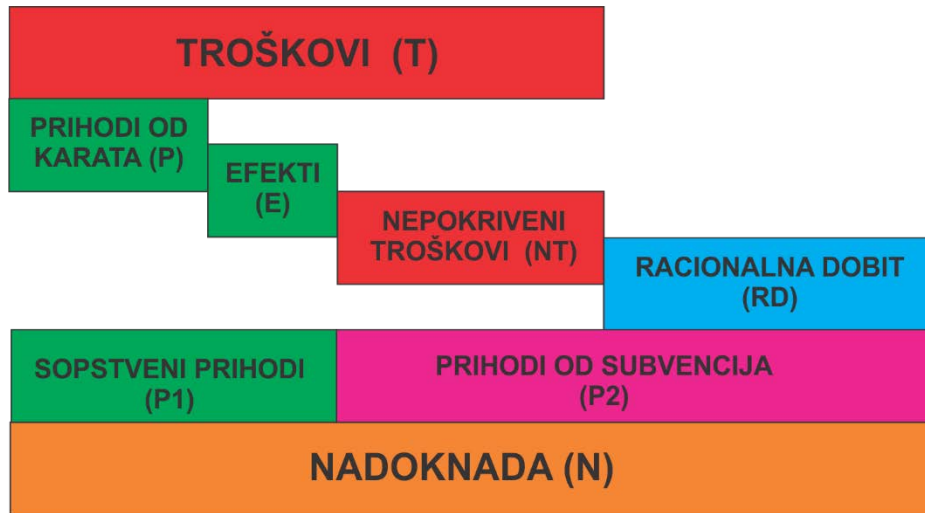 TROŠKOVI (T)
PRIHODI OD
KARATA (P)
EFEKTI
(E)
NEPOKRIVENI
TROŠKOVI (NT)
RACIONALNA DOBIT
(RD)
SOPSTVENI PRIHODI
(P1)
PRIHODI OD SUBVENCIJA
(P2)
NADOKNADA (N)